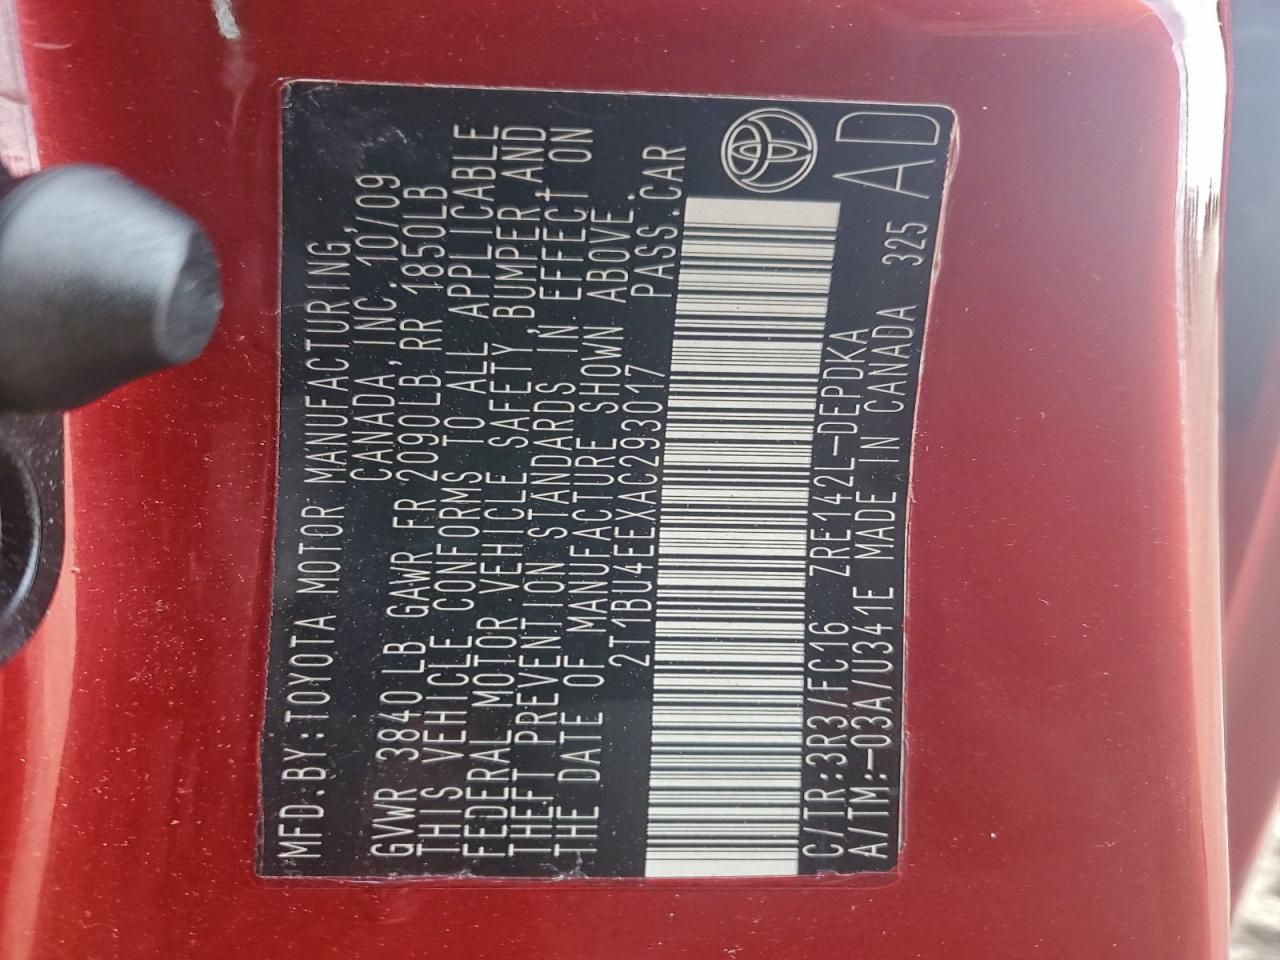 MFD.BY:TOYOTA MOTOR MANUFACTURING
CANADA, INC. 10/09
GVWR 3840 LB GAWR FR 2090LB RR 1850LB
THIS VEHICLE CONFORMS TO ALL APPLICABLE
FEDERAL MOTOR VEHICLE SAFETY, BUMPER, AND
THEFT PREVENTION STANDARDS IN EFFECT ON
THE DATE OF MANUFACTURE SHOWN ABOVE.
2T1BU4EEXAC293017 PASS.CAR
C/TR:3R3/FC16 ZRE142L-DEPDKA
A/TM:-03A/U341E MADE IN CANADA 325
AD